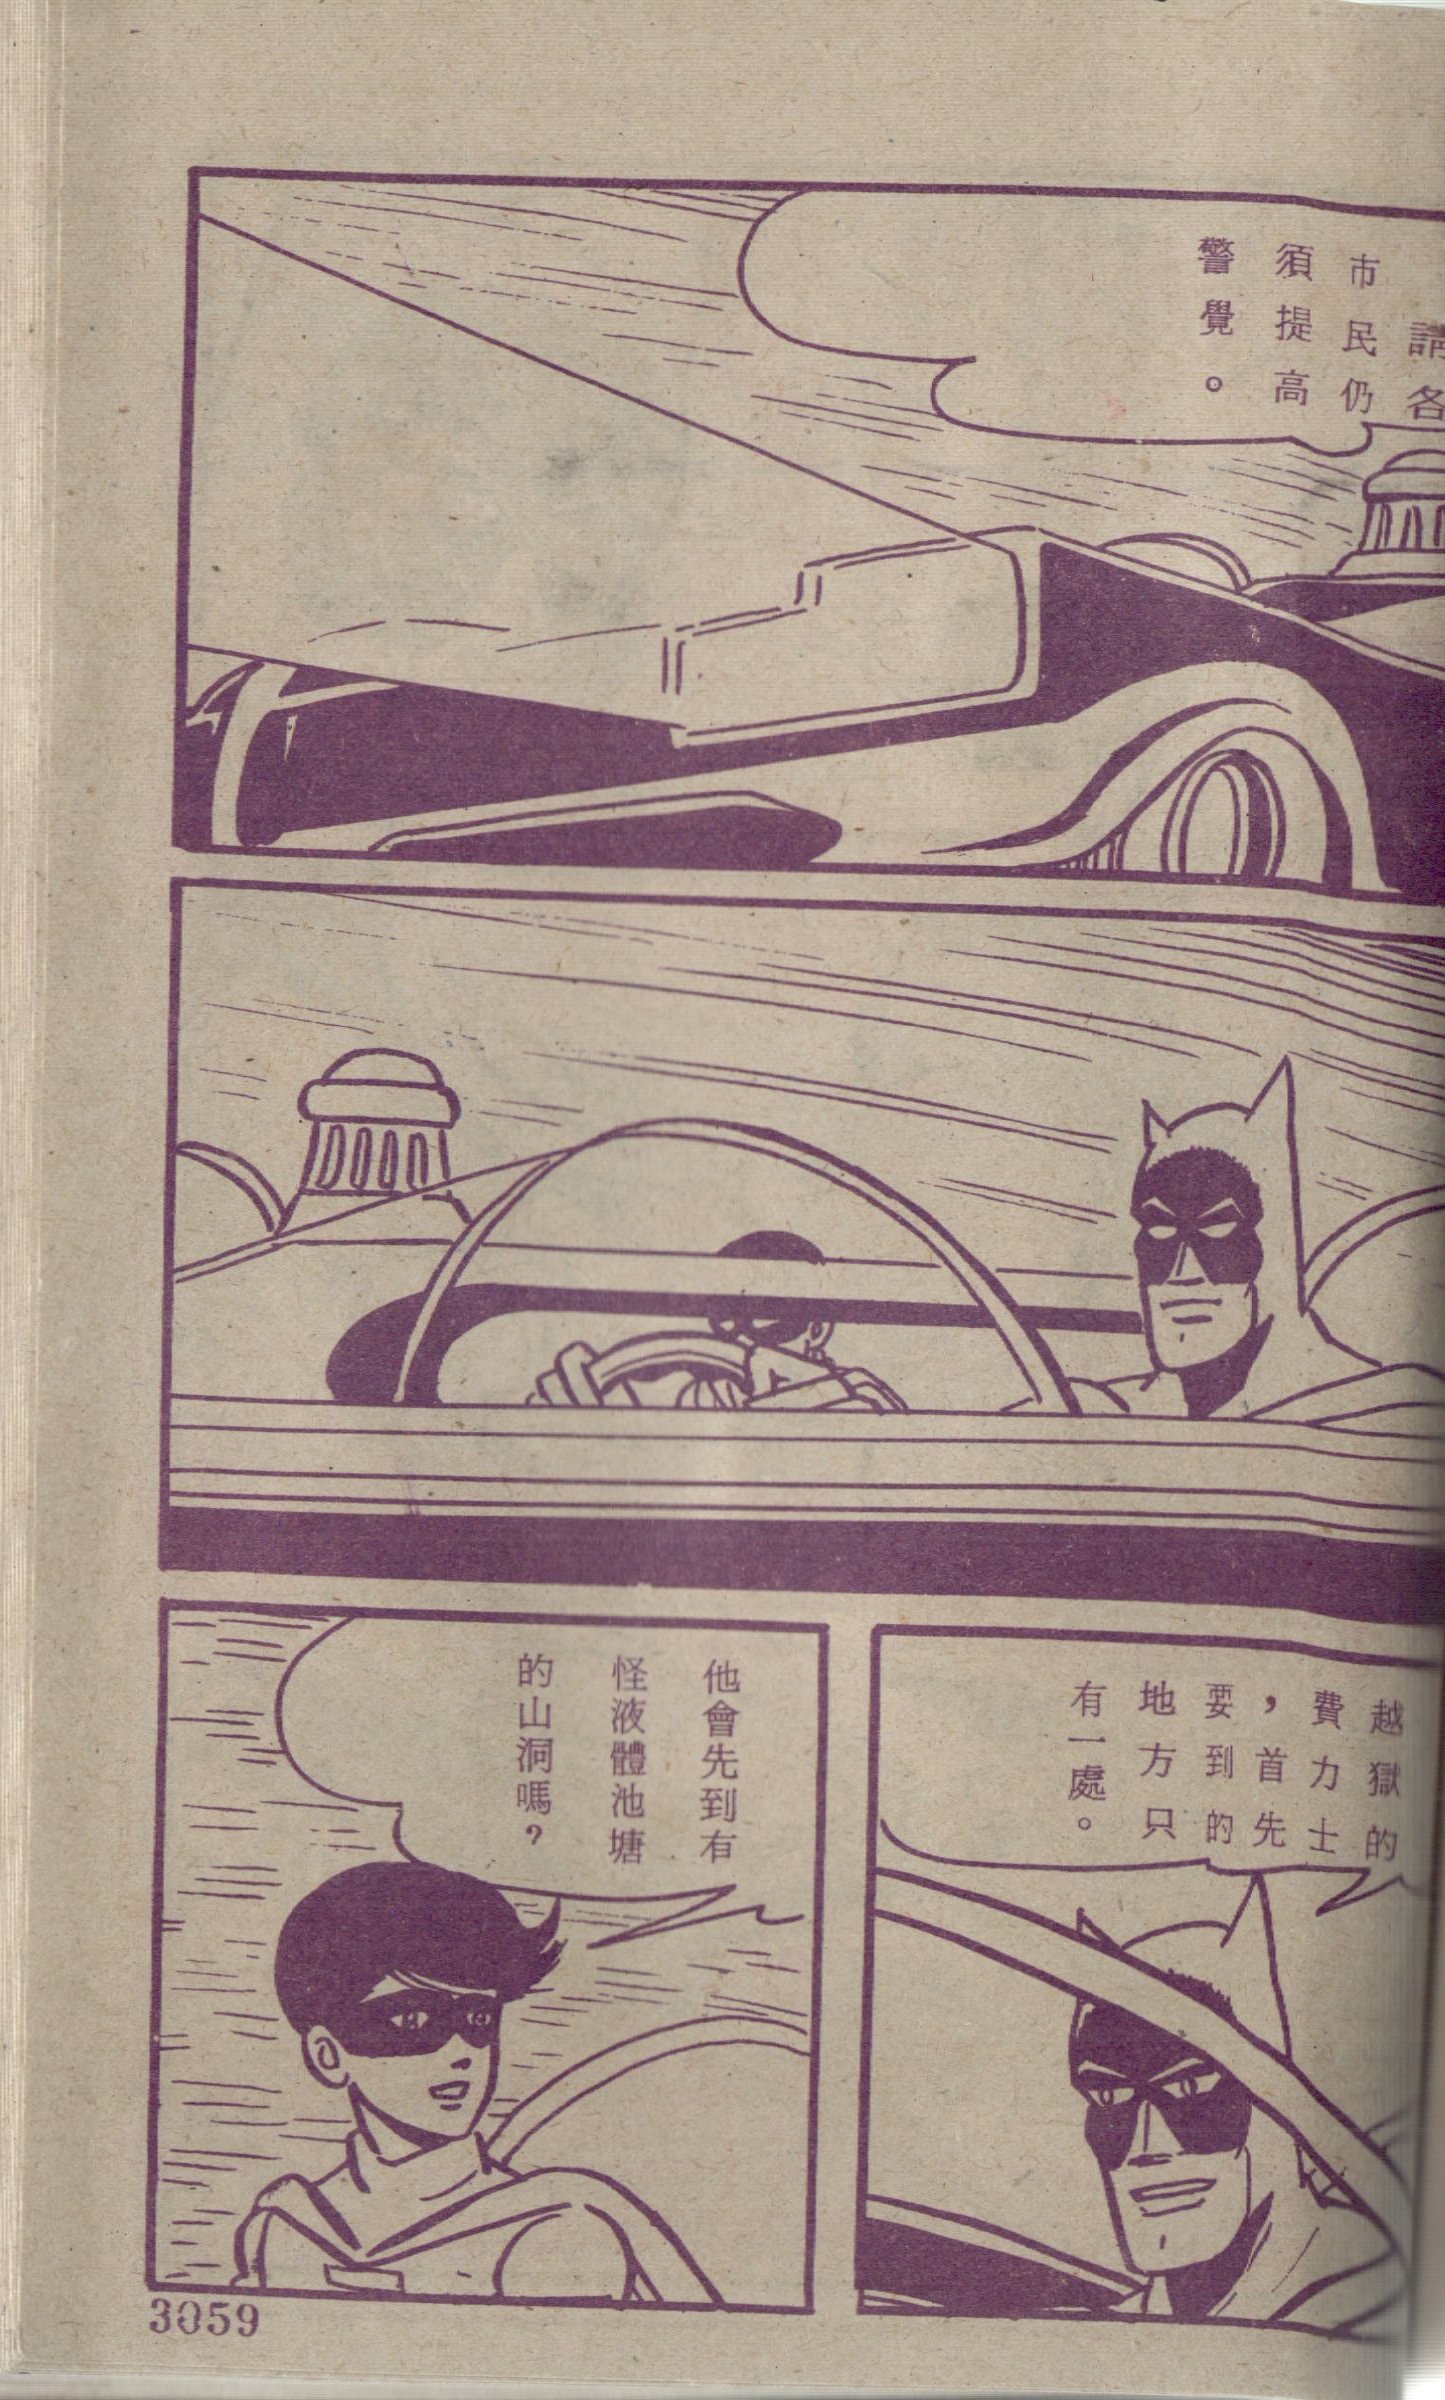 請各
市民仍
須提高
警覺。
越獄的
費力士
，首先
要到的
地方只
有一處。
他會先到有
怪液體池塘
的山洞嗎？
3059